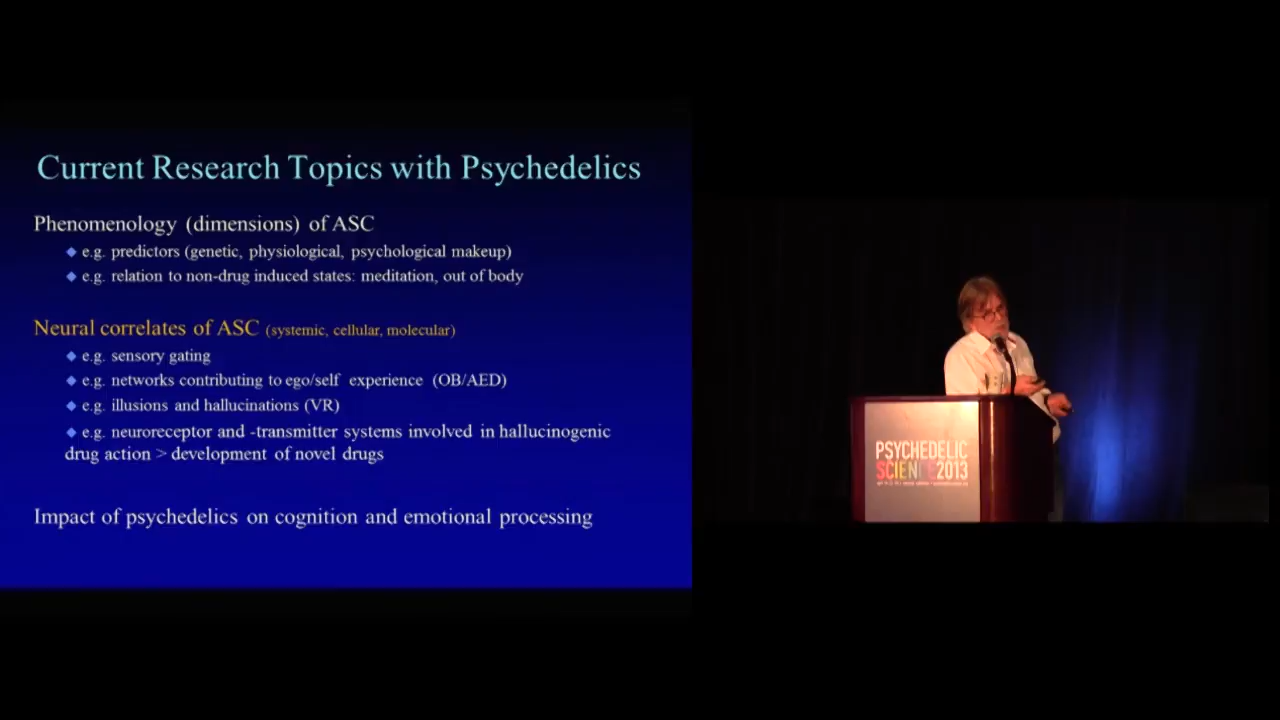 Current Research Topics with Psychedelics
Phenomenology (dimensions) of ASC
◆ e.g. predictors (genetic, physiological, psychological makeup)
◆ e.g. relation to non-drug induced states: meditation, out of body
Neural correlates of ASC (systemic, cellular, molecular)
◆ e.g. sensory gating
◆ e.g. networks contributing to ego/self experience (OB/AED)
◆ e.g. illusions and hallucinations (VR)
◆ e.g. neuroreceptor and -transmitter systems involved in hallucinogenic
drug action > development of novel drugs
Impact of psychedelics on cognition and emotional processing
PSYCHEDELIC
SCIENCE2013